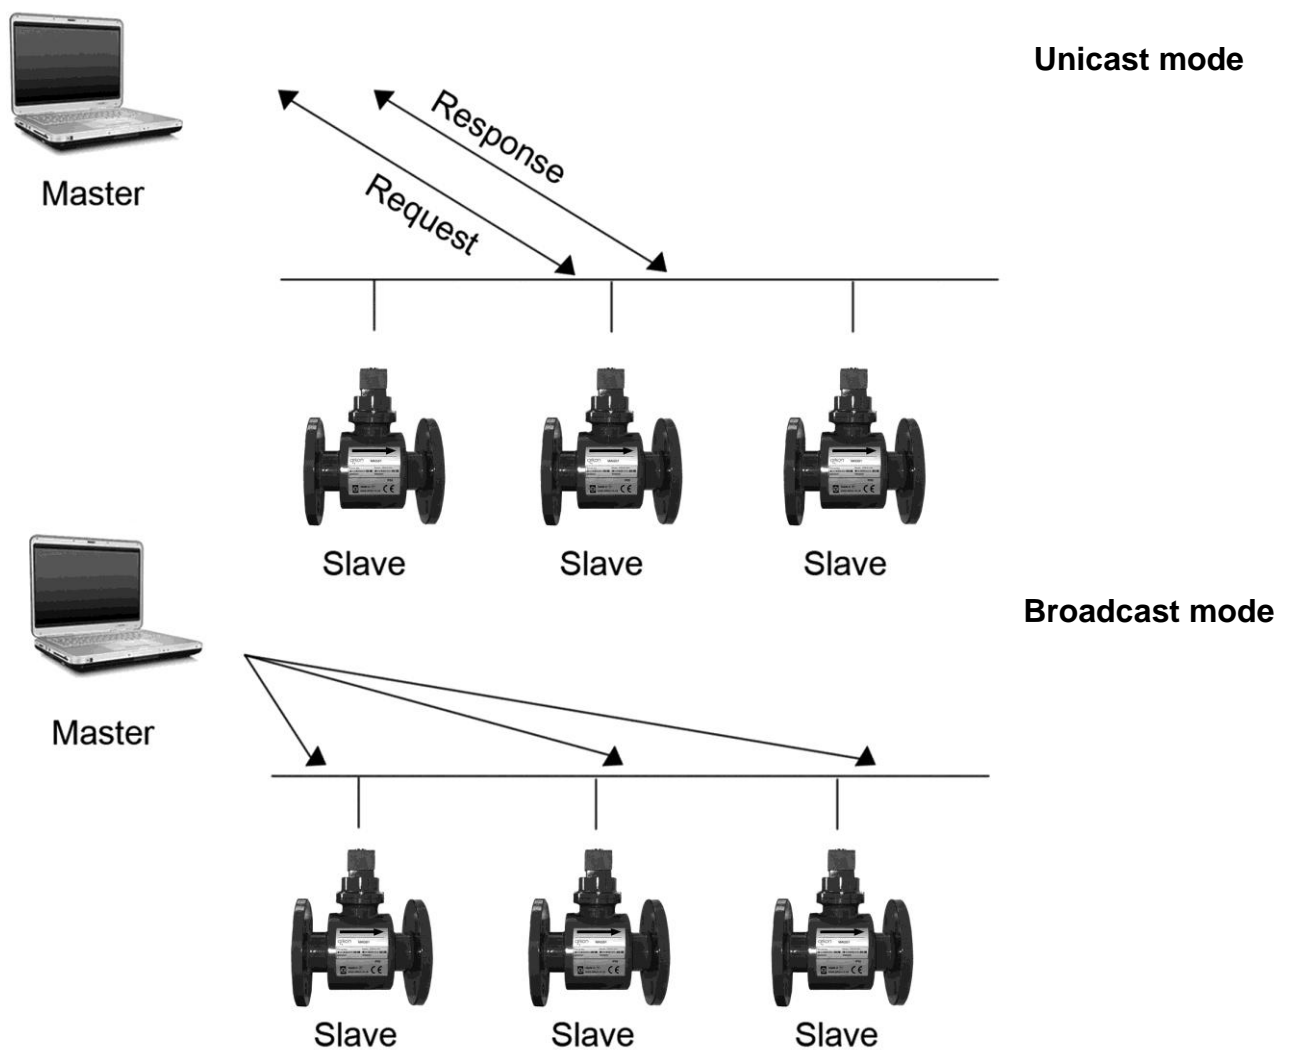 Unicast mode
Response
Request
Master
Slave
Slave
Slave
Broadcast mode
Master
Slave
Slave
Slave